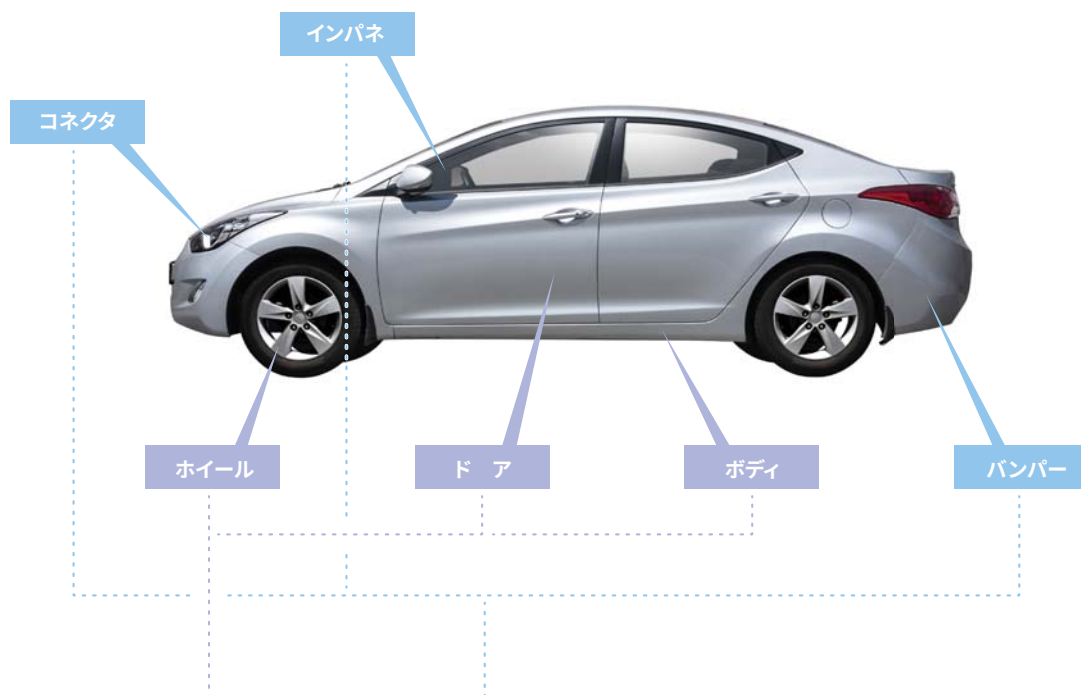 インパネ
コネクタ
ホイール
ド　ア
ボディ
バンパー